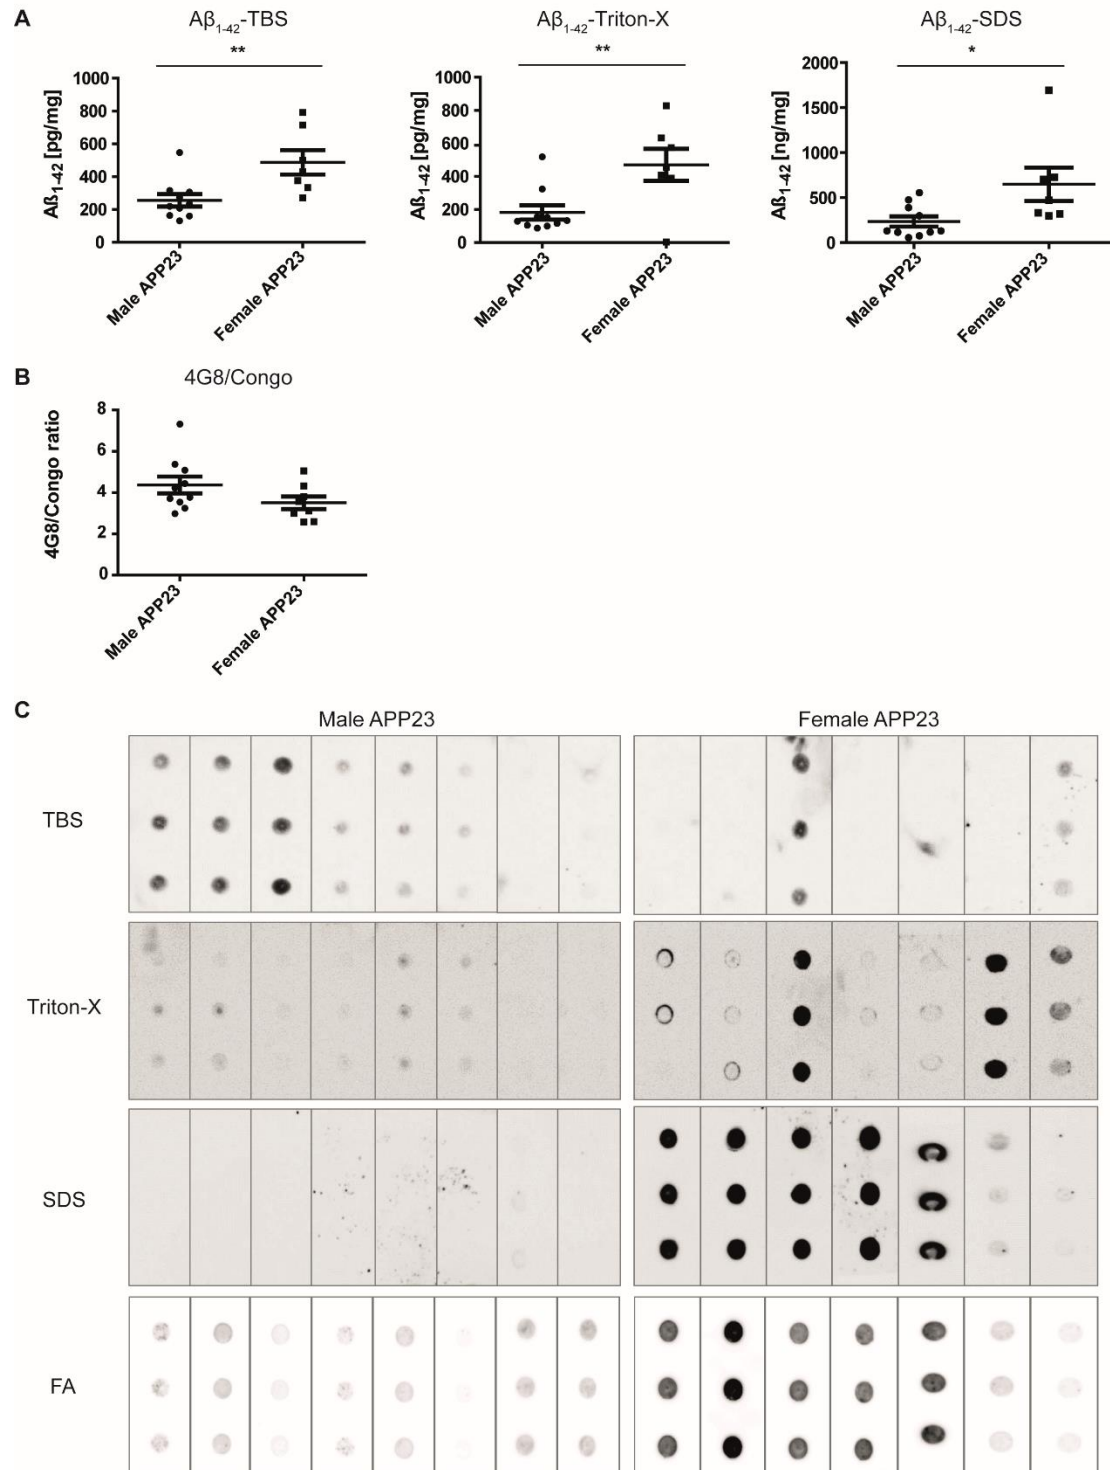 A
Aβ1-42-TBS
**
Aß1-42 [pg/mg]
1000
800
600
400
200
0
Male APP23
Female APP23
Aβ1-42-Triton-X
**
Aß1-42 [pg/mg]
1000
800
600
400
200
0
Male APP23
Female APP23
Aβ1-42-SDS
*
Aß1-42 [ng/mg]
2000
1500
1000
500
0
Male APP23
Female APP23
B
4G8/Congo
4G8/Congo ratio
8
6
4
2
0
Male APP23
Female APP23
C
Male APP23
Female APP23
TBS
Triton-X
SDS
FA